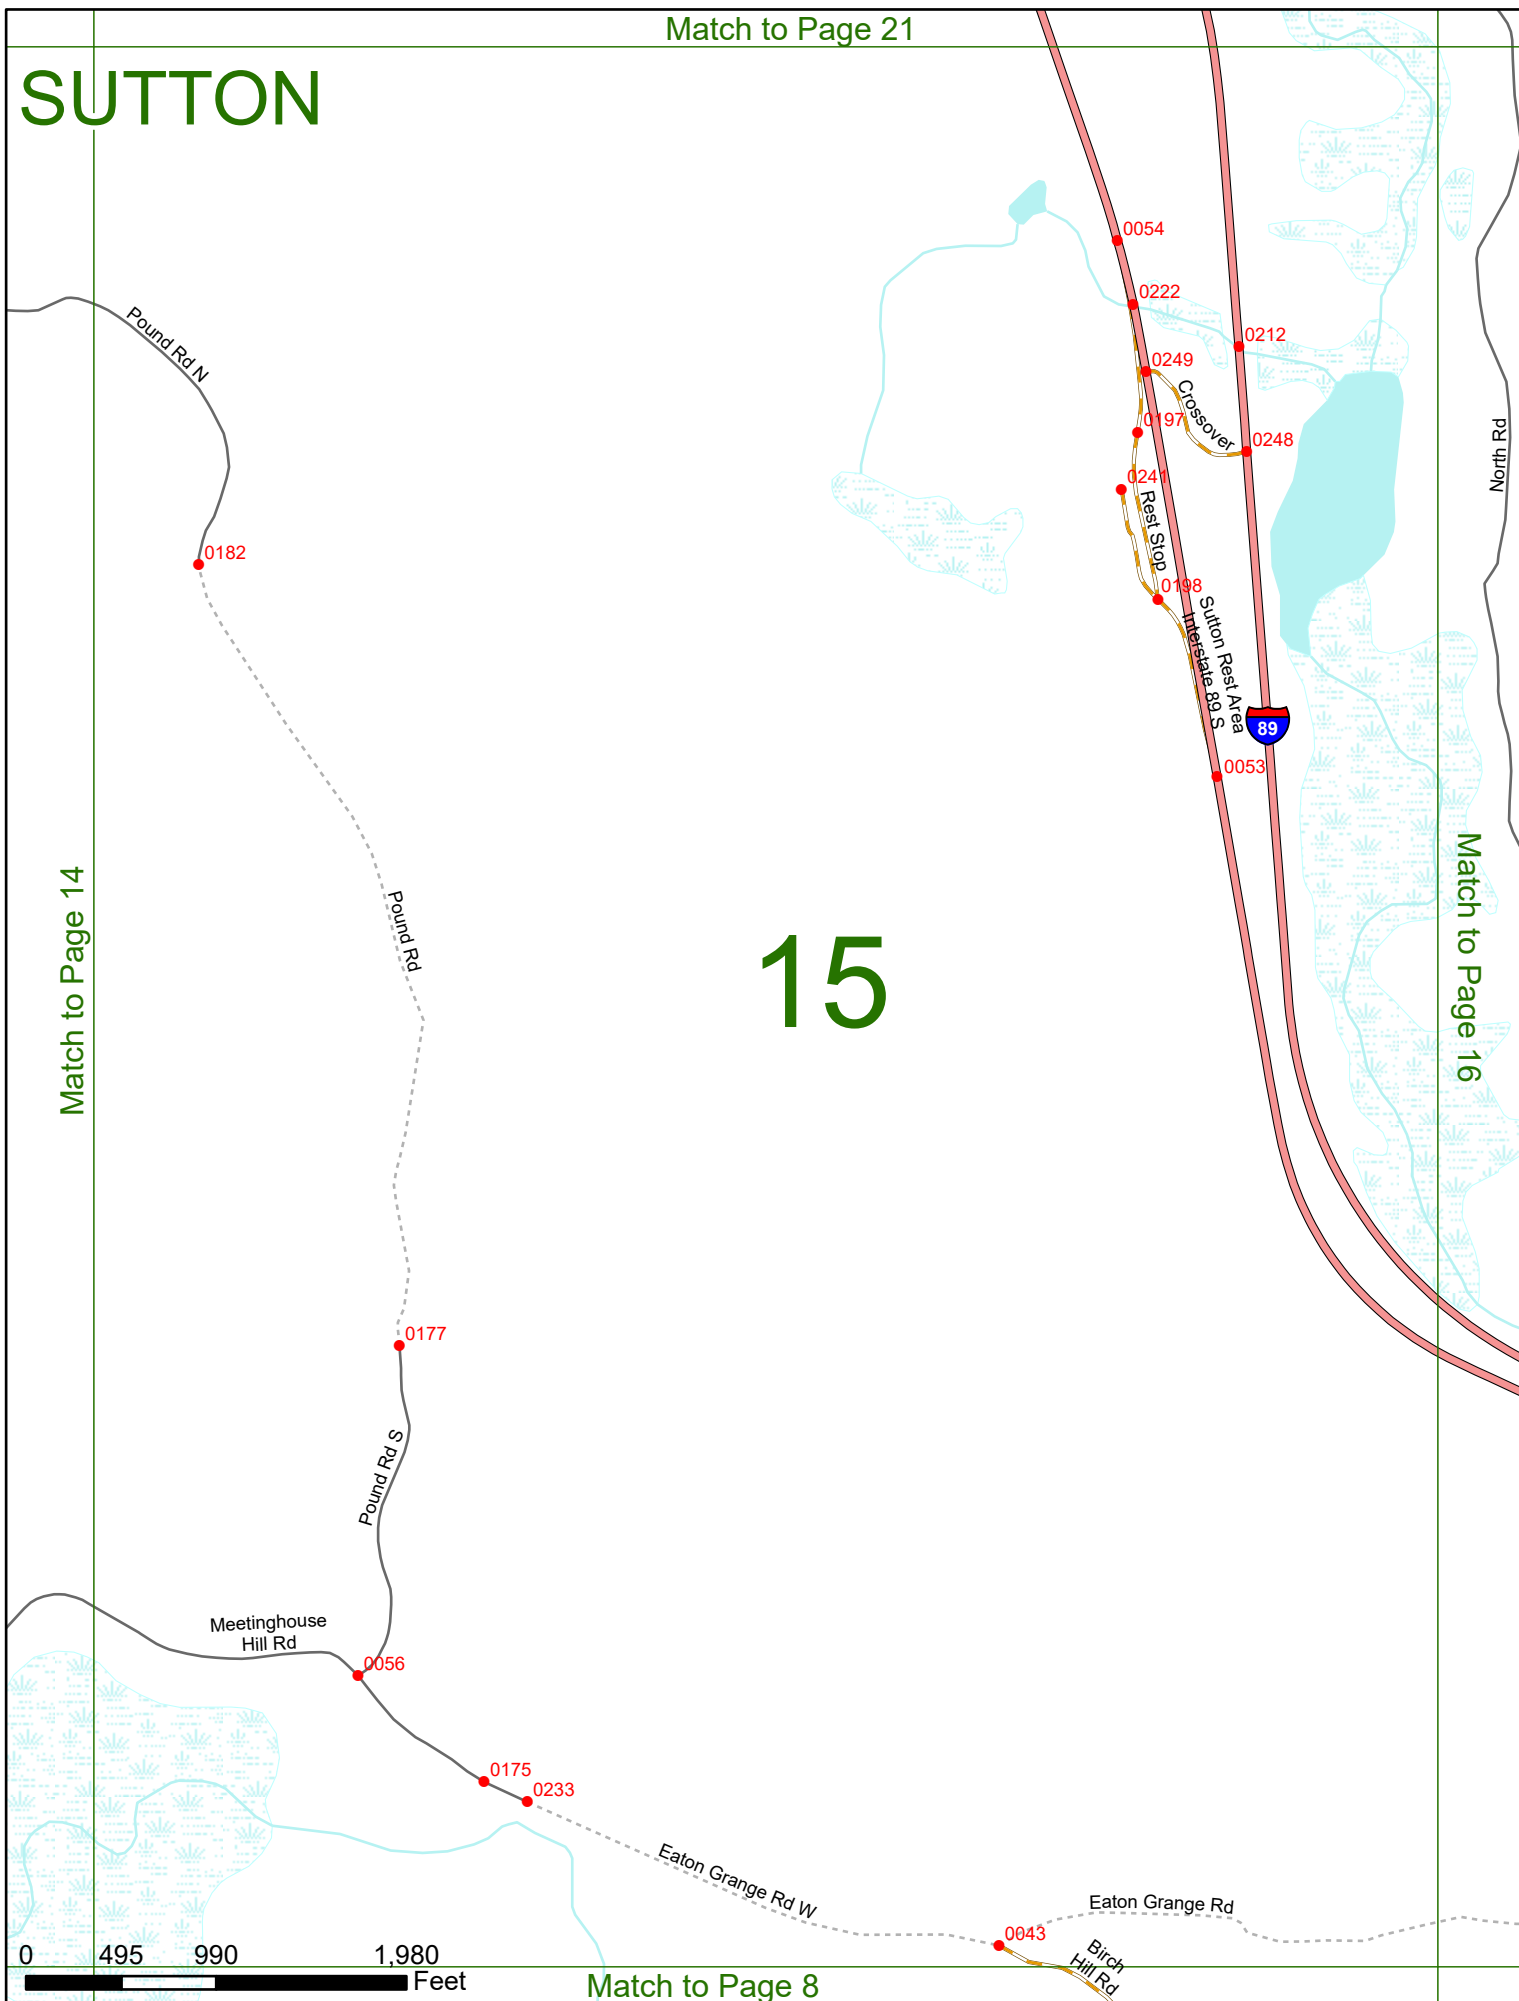 Match to Page 21
SUTTON
0054
0222
0212
Pound Rd N
0249
Crossover
0197
0248
North Rd
0241
Rest Stop
0182
0198
Sutton Rest Area
Interstate 89 S
89
0053
Match to Page 14
Pound Rd
15
Match to Page 16
0177
Pound Rd S
Meetinghouse
Hill Rd
0056
0175
0233
Eaton Grange Rd W
Eaton Grange Rd
0043
Birch
Hill Rd
0 495 990 1,980
Feet
Match to Page 8